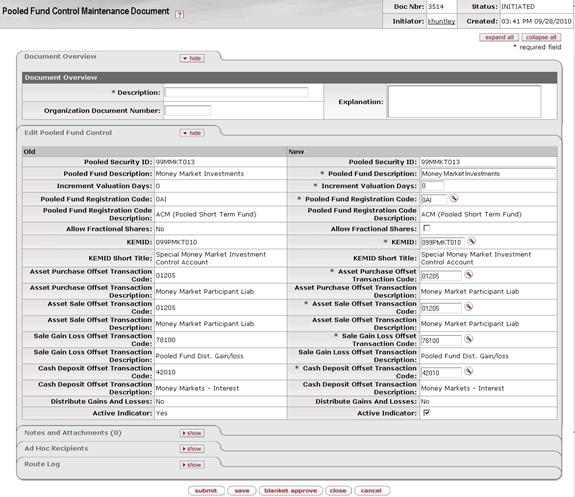 Pooled Fund Control Maintenance Document ?
Doc Nbr: 3514 Status: INITIATED
Initiator: khuntley Created: 03:41 PM 09/28/2010
expand all collapse all
* required field
Document Overview hide
Document Overview
* Description: Explanation:
Organization Document Number:
Edit Pooled Fund Control hide
Old New
Pooled Security ID: 99MMKT013 Pooled Security ID: 99MMKT013
Pooled Fund Description: Money Market Investments * Pooled Fund Description: Money Market Investments
Increment Valuation Days: 0 * Increment Valuation Days: 0
Pooled Fund Registration Code: 0AI * Pooled Fund Registration Code: 0AI
Pooled Fund Registration Code Description: ACM (Pooled Short Term Fund) Pooled Fund Registration Code Description: ACM (Pooled Short Term Fund)
Allow Fractional Shares: No Allow Fractional Shares:
KEMID: 099PMKT010 * KEMID: 099PMKT010
KEMID Short Title: Special Money Market Investment Control Account KEMID Short Title: Special Money Market Investment Control Account
Asset Purchase Offset Transaction Code: 01205 * Asset Purchase Offset Transaction Code: 01205
Asset Purchase Offset Transaction Description: Money Market Participant Liab Asset Purchase Offset Transaction Description: Money Market Participant Liab
Asset Sale Offset Transaction Code: 01205 * Asset Sale Offset Transaction Code: 01205
Asset Sale Offset Transaction Description: Money Market Participant Liab Asset Sale Offset Transaction Description: Money Market Participant Liab
Sale Gain Loss Offset Transaction Code: 78100 * Sale Gain Loss Offset Transaction Code: 78100
Sale Gain Loss Offset Transaction Description: Pooled Fund Dist. Gain/loss Sale Gain Loss Offset Transaction Description: Pooled Fund Dist. Gain/loss
Cash Deposit Offset Transaction Code: 42010 * Cash Deposit Offset Transaction Code: 42010
Cash Deposit Offset Transaction Description: Money Markets - Interest Cash Deposit Offset Transaction Description: Money Markets - Interest
Distribute Gains And Losses: No Distribute Gains And Losses: No
Active Indicator: Yes Active Indicator:
Notes and Attachments (0) show
Ad Hoc Recipients show
Route Log show
submit save blanket approve close cancel